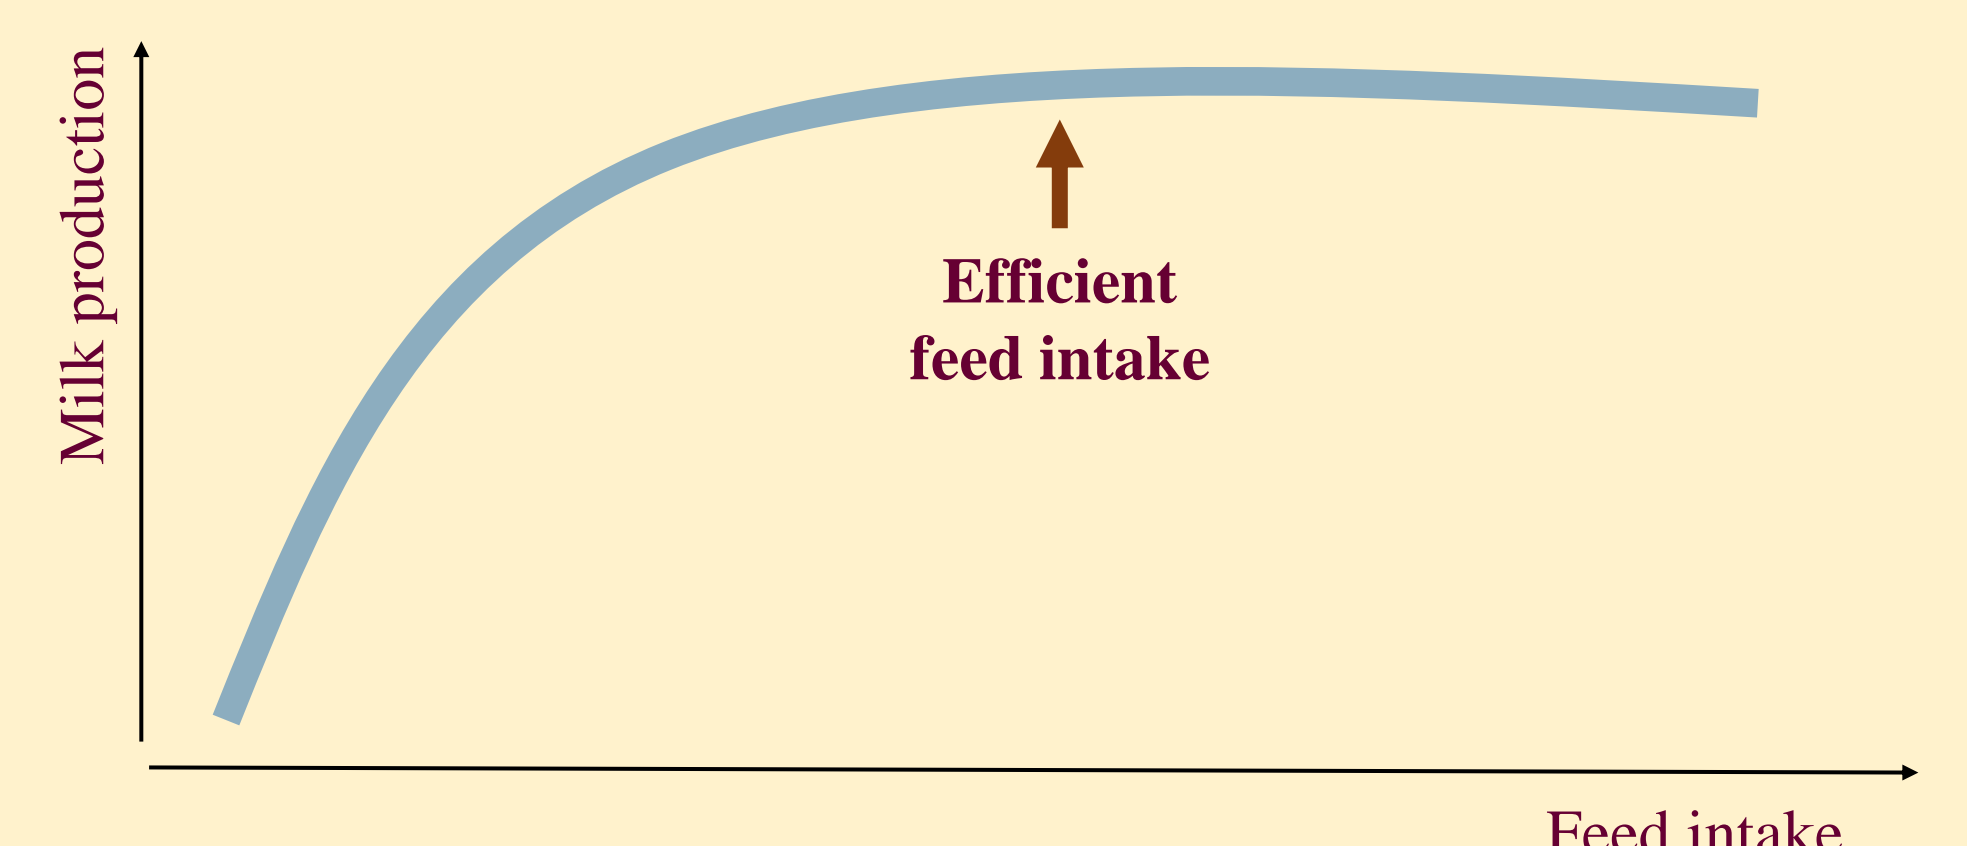 Milk production
Efficient
feed intake
Feed intake